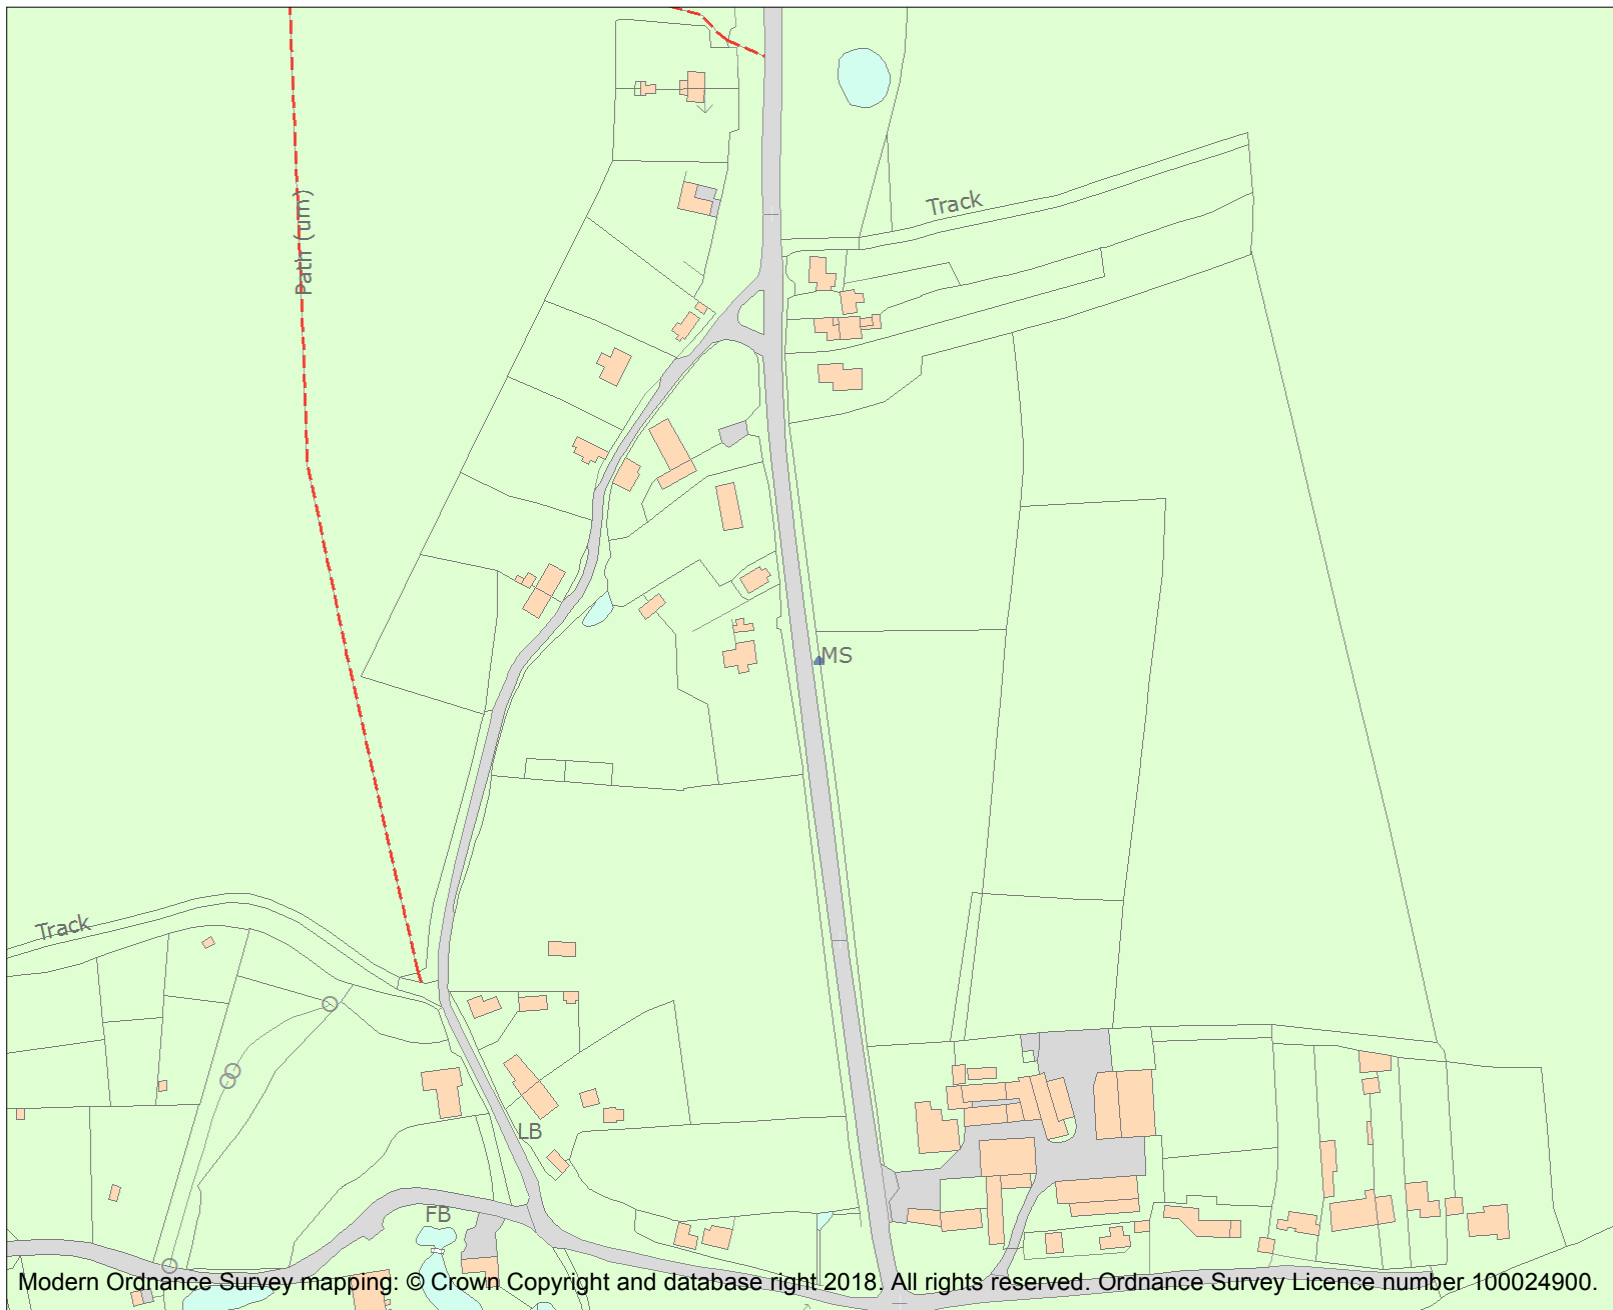 Track
Path (um)
MS
Track
LB
FB
Modern Ordnance Survey mapping: © Crown Copyright and database right 2018. All rights reserved. Ordnance Survey Licence number 100024900.